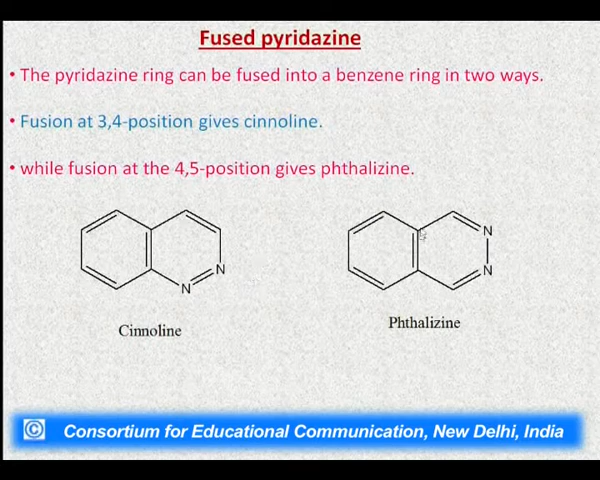 Fused pyridazine
• The pyridazine ring can be fused into a benzene ring in two ways.
• Fusion at 3,4-position gives cinnoline.
• while fusion at the 4,5-position gives phthalizine.
N
N
N
N
Cinnoline
Phthalizine
© Consortium for Educational Communication, New Delhi, India